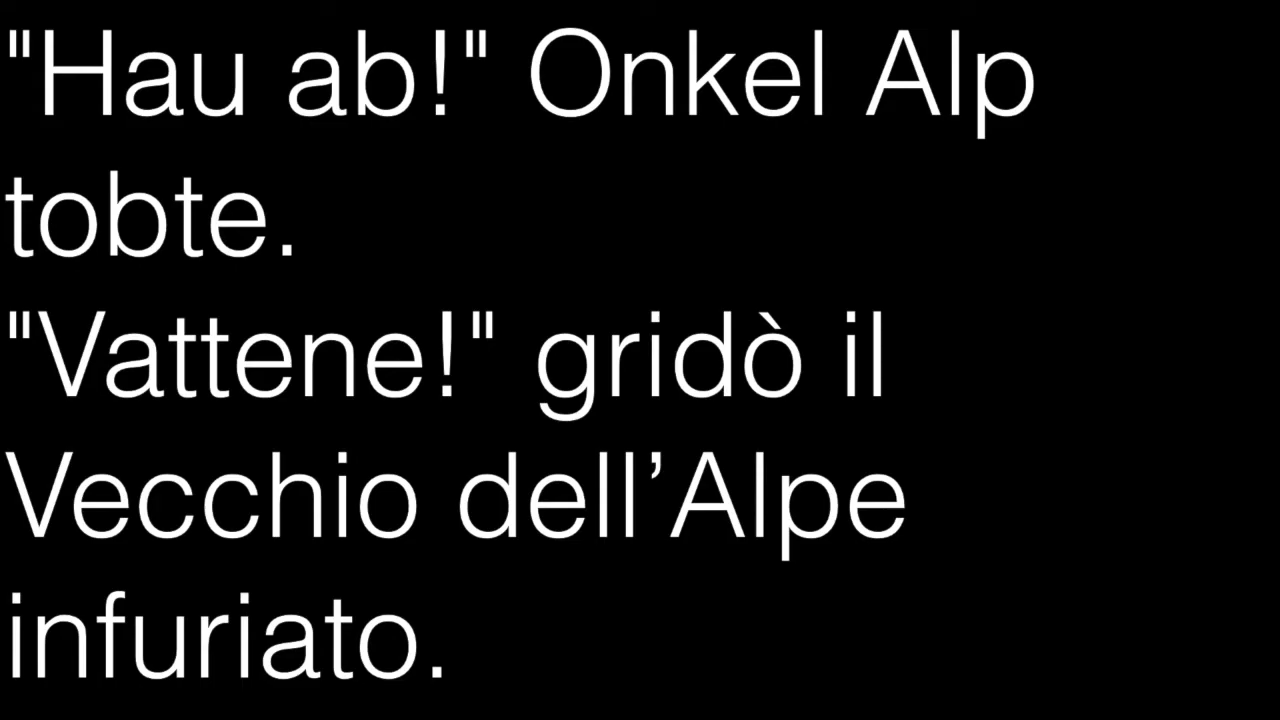 "Hau ab!" Onkel Alp
tobte.
"Vattene!" gridò il
Vecchio dell’Alpe
infuriato.